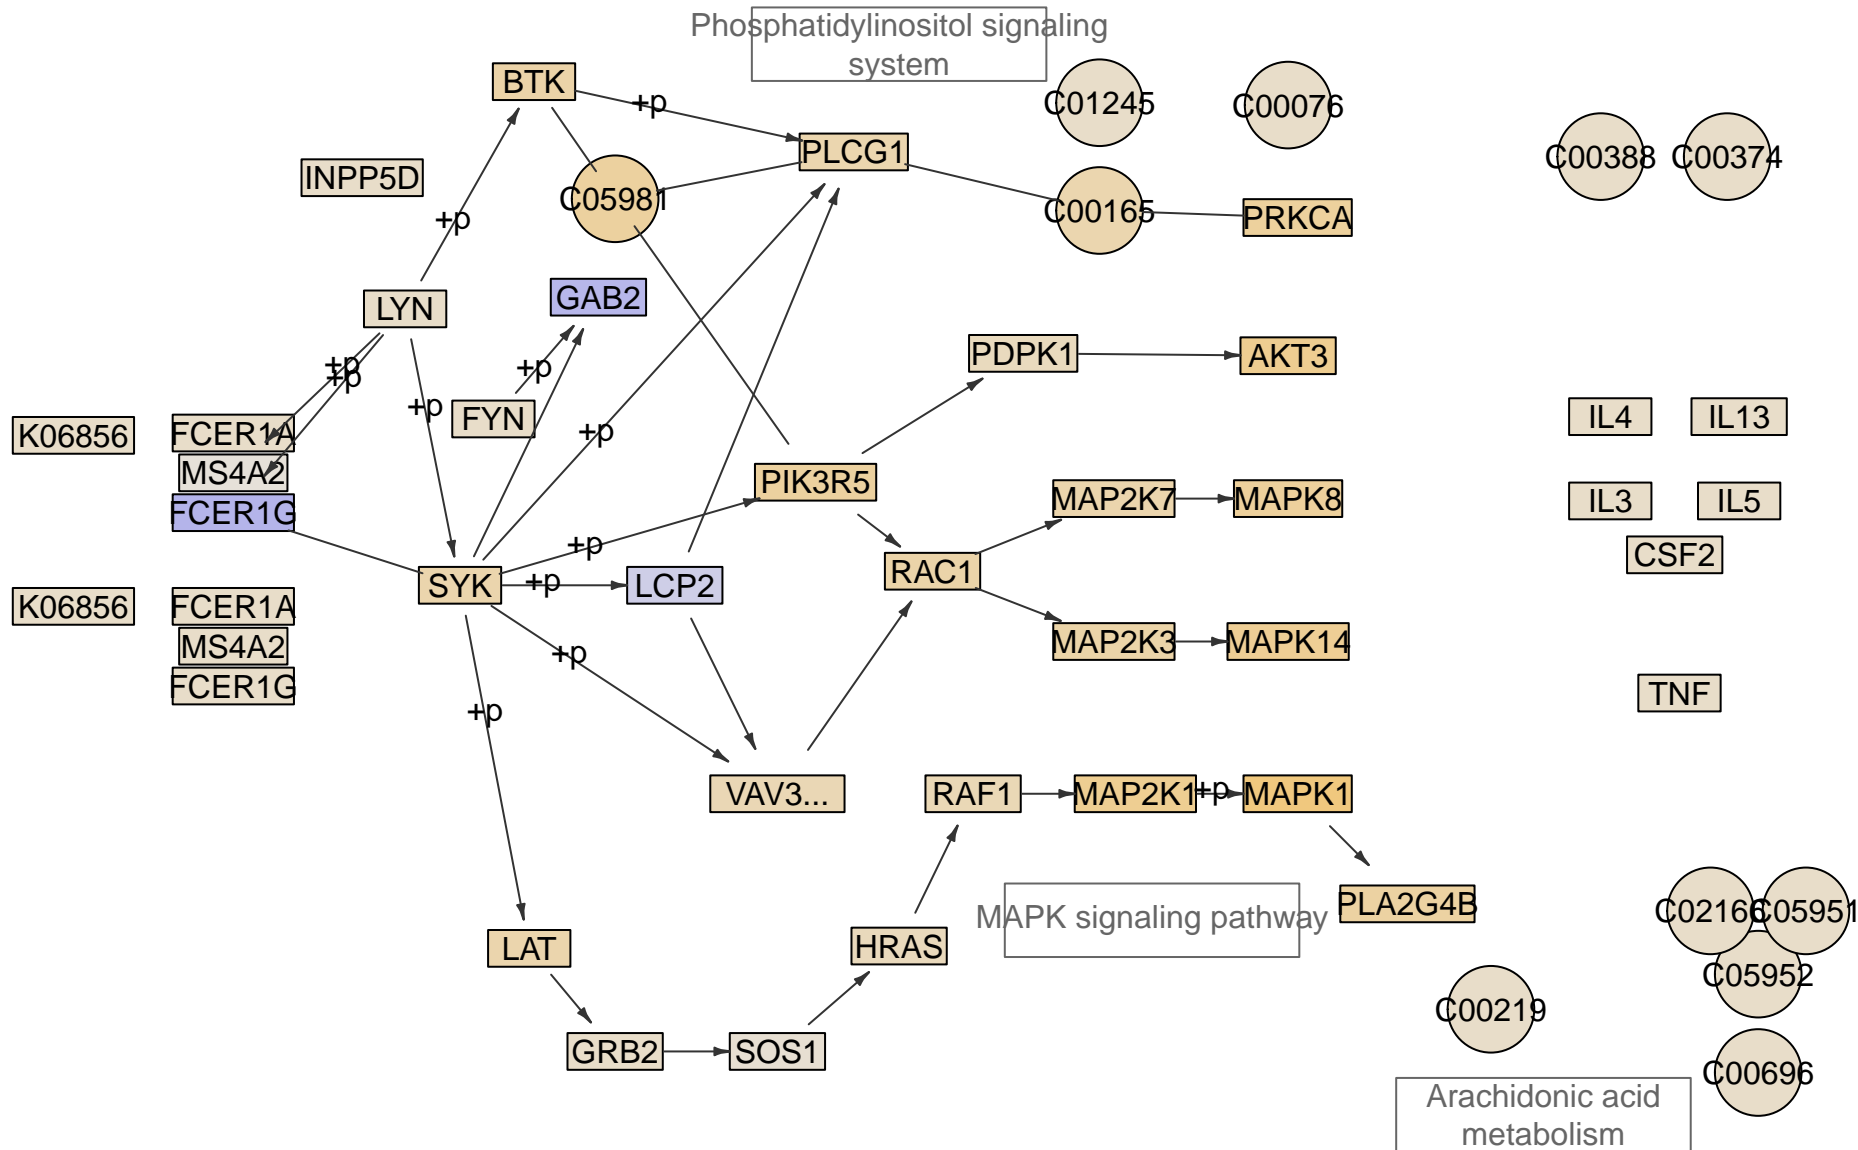 Phosphatidylinositol signaling
system
BTK
+p
C01245
C00076
PLCG1
C00388
C00374
INPP5D
C05981
C00165
PRKCA
+p
LYN
GAB2
+p
+p
+p
PDPK1
AKT3
+p
FYN
+p
K06856
FCER1A
MS4A2
FCER1G
IL4
IL13
PIK3R5
MAP2K7
MAPK8
IL3
IL5
+p
CSF2
SYK
+p
LCP2
RAC1
K06856
FCER1A
MS4A2
FCER1G
+p
MAP2K3
MAPK14
TNF
+p
VAV3...
RAF1
MAP2K1
+p
MAPK1
LAT
HRAS
MAPK signaling pathway
PLA2G4B
C02166
C05951
C05952
C00219
GRB2
SOS1
C00696
Arachidonic acid
metabolism